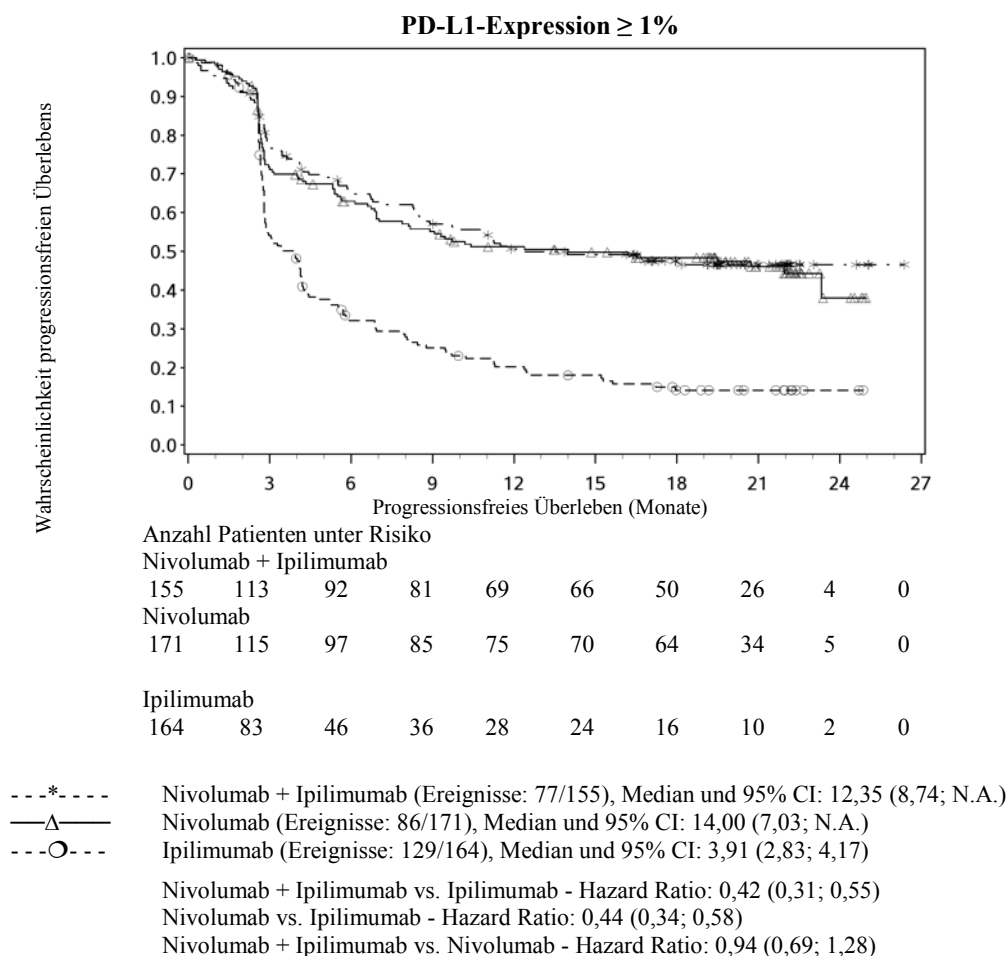 PD-L1-Expression ≥ 1%
Wahrscheinlichkeit progressionsfreien Überlebens
1.0
0.9
0.8
0.7
0.6
0.5
0.4
0.3
0.2
0.1
0.0
0 3 6 9 12 15 18 21 24 27
Progressionsfreies Überleben (Monate)
Anzahl Patienten unter Risiko
Nivolumab + Ipilimumab
155 113 92 81 69 66 50 26 4 0
Nivolumab
171 115 97 85 75 70 64 34 5 0
Ipilimumab
164 83 46 36 28 24 16 10 2 0
- - -*- - - - Nivolumab + Ipilimumab (Ereignisse: 77/155), Median und 95% CI: 12,35 (8,74; N.A.)
——Δ—— Nivolumab (Ereignisse: 86/171), Median und 95% CI: 14,00 (7,03; N.A.)
- - -❍- - - Ipilimumab (Ereignisse: 129/164), Median und 95% CI: 3,91 (2,83; 4,17)
Nivolumab + Ipilimumab vs. Ipilimumab - Hazard Ratio: 0,42 (0,31; 0,55)
Nivolumab vs. Ipilimumab - Hazard Ratio: 0,44 (0,34; 0,58)
Nivolumab + Ipilimumab vs. Nivolumab - Hazard Ratio: 0,94 (0,69; 1,28)